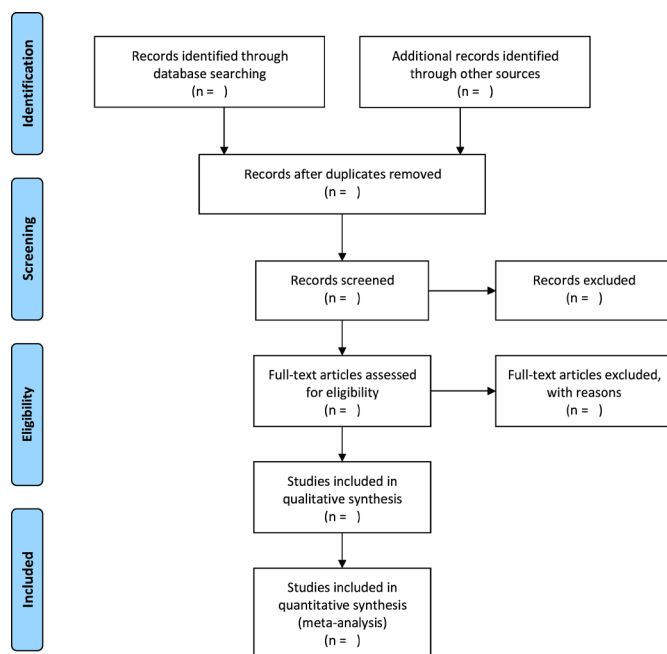 Identification
Records identified through
database searching
(n =   )
Additional records identified
through other sources
(n =   )
Records after duplicates removed
(n =   )
Screening
Records screened
(n =   )
Records excluded
(n =   )
Eligibility
Full-text articles assessed
for eligibility
(n =   )
Full-text articles excluded,
with reasons
(n =   )
Studies included in
qualitative synthesis
(n =   )
Included
Studies included in
quantitative synthesis
(meta-analysis)
(n =   )